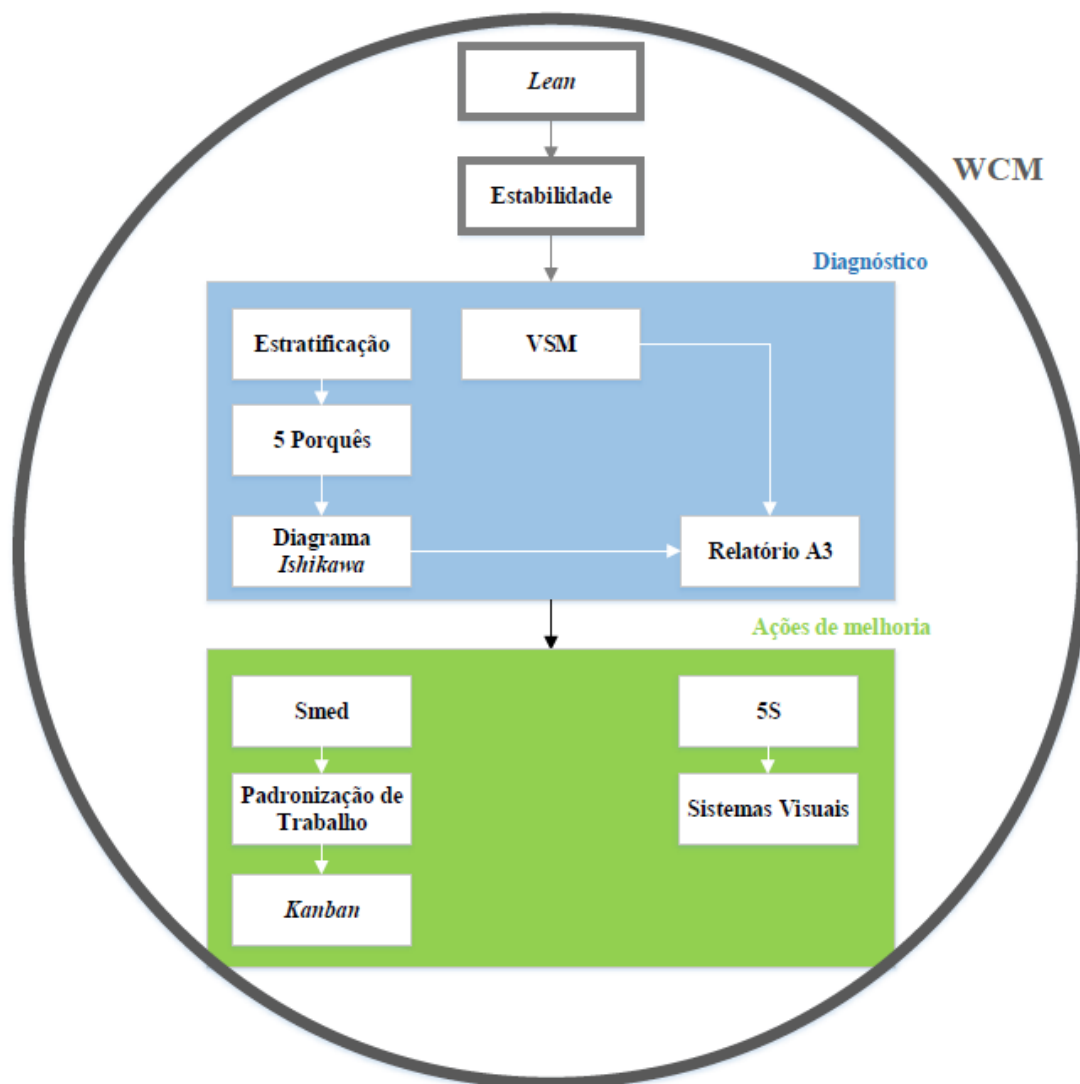 Lean
Estabilidade
WCM
Diagnóstico
Estratificação
VSM
5 Porquês
Diagrama
Ishikawa
Relatório A3
Ações de melhoria
Smed
5S
Padronização de
Trabalho
Sistemas Visuais
Kanban